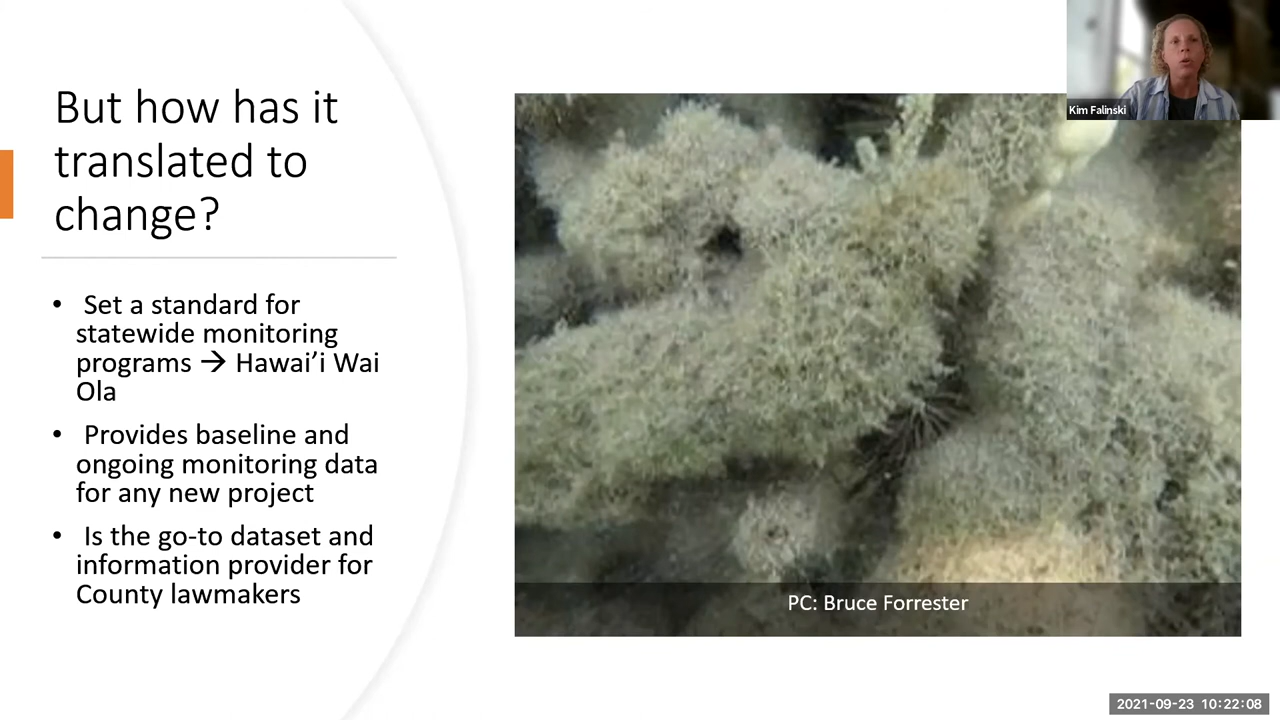 But how has it
translated to
change?
• Set a standard for
statewide monitoring
programs → Hawai’i Wai
Ola
• Provides baseline and
ongoing monitoring data
for any new project
• Is the go-to dataset and
information provider for
County lawmakers
Kim Falinski
PC: Bruce Forrester
2021-09-23 10:22:08